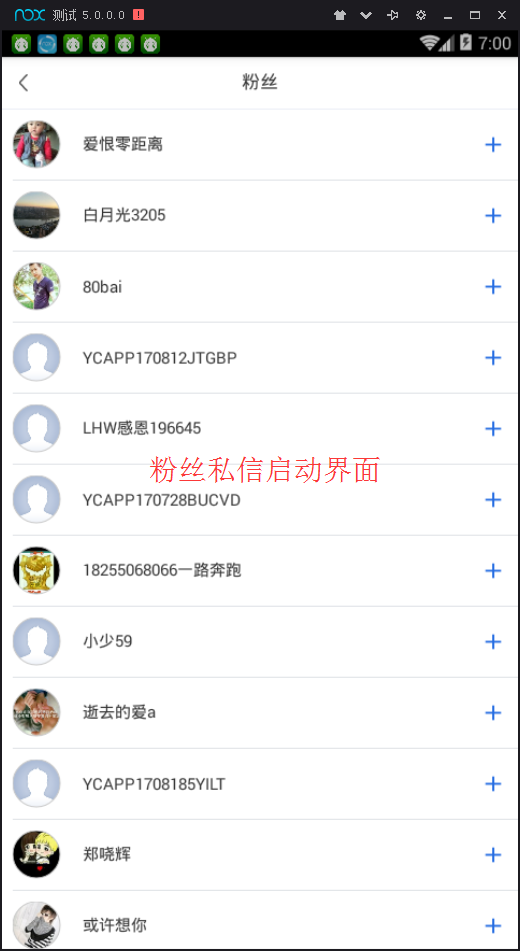 nox 测试 5.0.0.0
7:00
粉丝
爱恨零距离
白月光3205
80bai
YCAPP170812JTGBP
LHW感恩196645
粉丝私信启动界面
YCAPP170728BUCVD
18255068066一路奔跑
小少59
逝去的爱a
YCAPP1708185YILT
郑哓辉
或许想你